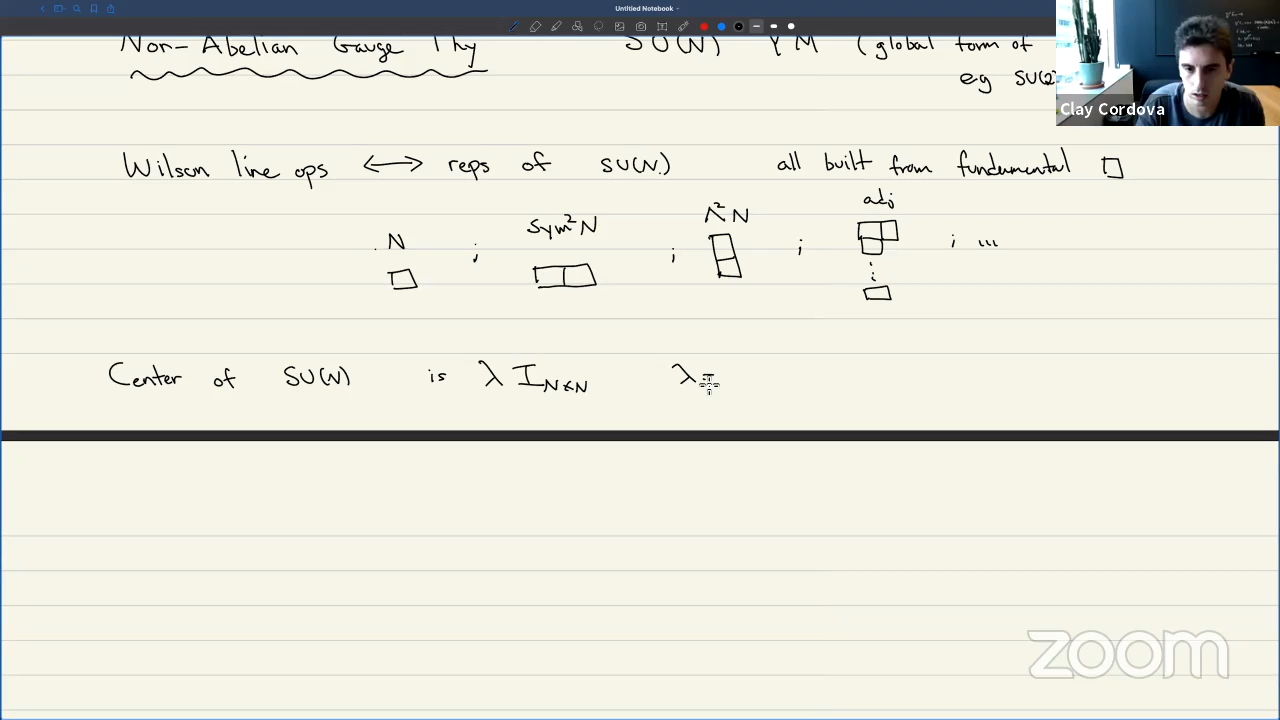 Untitled Notebook
Non-Abelian Gauge Thy SU(N) YM (global form of
eg SU(2)
Clay Cordova
Wilson line ops ⟷ reps of SU(N) all built from fundamental □
adj
N ; Sym²N ; Λ²N ; ; ...
Center of SU(N) is λ I_{N×N} λ
zoom